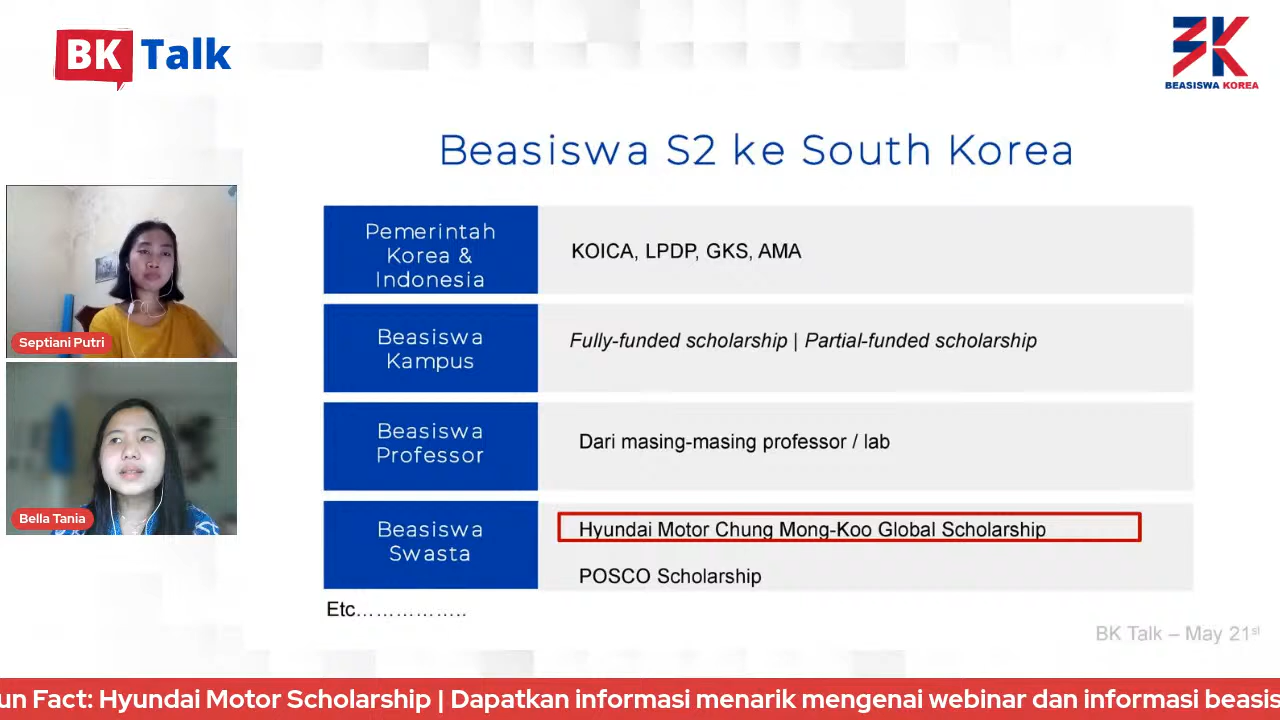 BK Talk
BEASISWA KOREA
Beasiswa S2 ke South Korea
Pemerintah
Korea &
Indonesia
KOICA, LPDP, GKS, AMA
Beasiswa
Kampus
Fully-funded scholarship | Partial-funded scholarship
Beasiswa
Professor
Dari masing-masing professor / lab
Beasiswa
Swasta
Hyundai Motor Chung Mong-Koo Global Scholarship
POSCO Scholarship
Etc……………..
Septiani Putri
Bella Tania
BK Talk – May 21st
un Fact: Hyundai Motor Scholarship | Dapatkan informasi menarik mengenai webinar dan informasi beasis